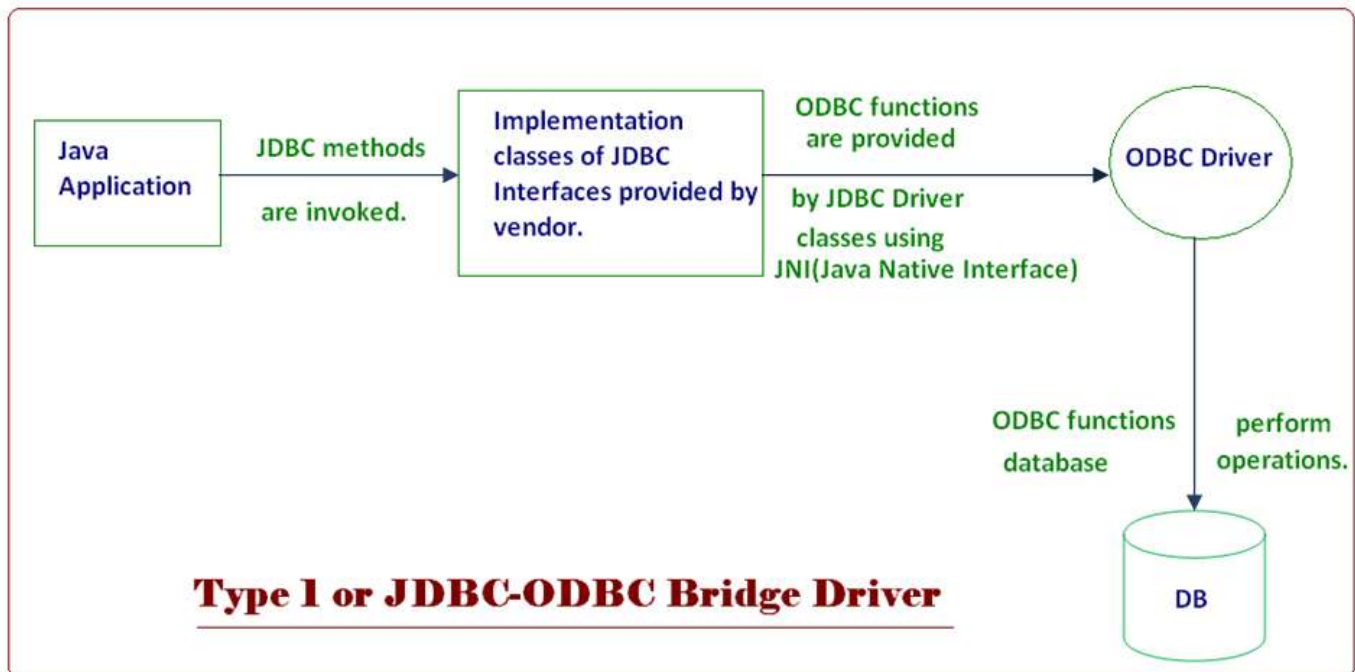 Java
Application
JDBC methods
are invoked.
Implementation
classes of JDBC
Interfaces provided by
vendor.
ODBC functions
are provided
by JDBC Driver
classes using
JNI(Java Native Interface)
ODBC Driver
ODBC functions perform
database operations.
DB
Type 1 or JDBC-ODBC Bridge Driver